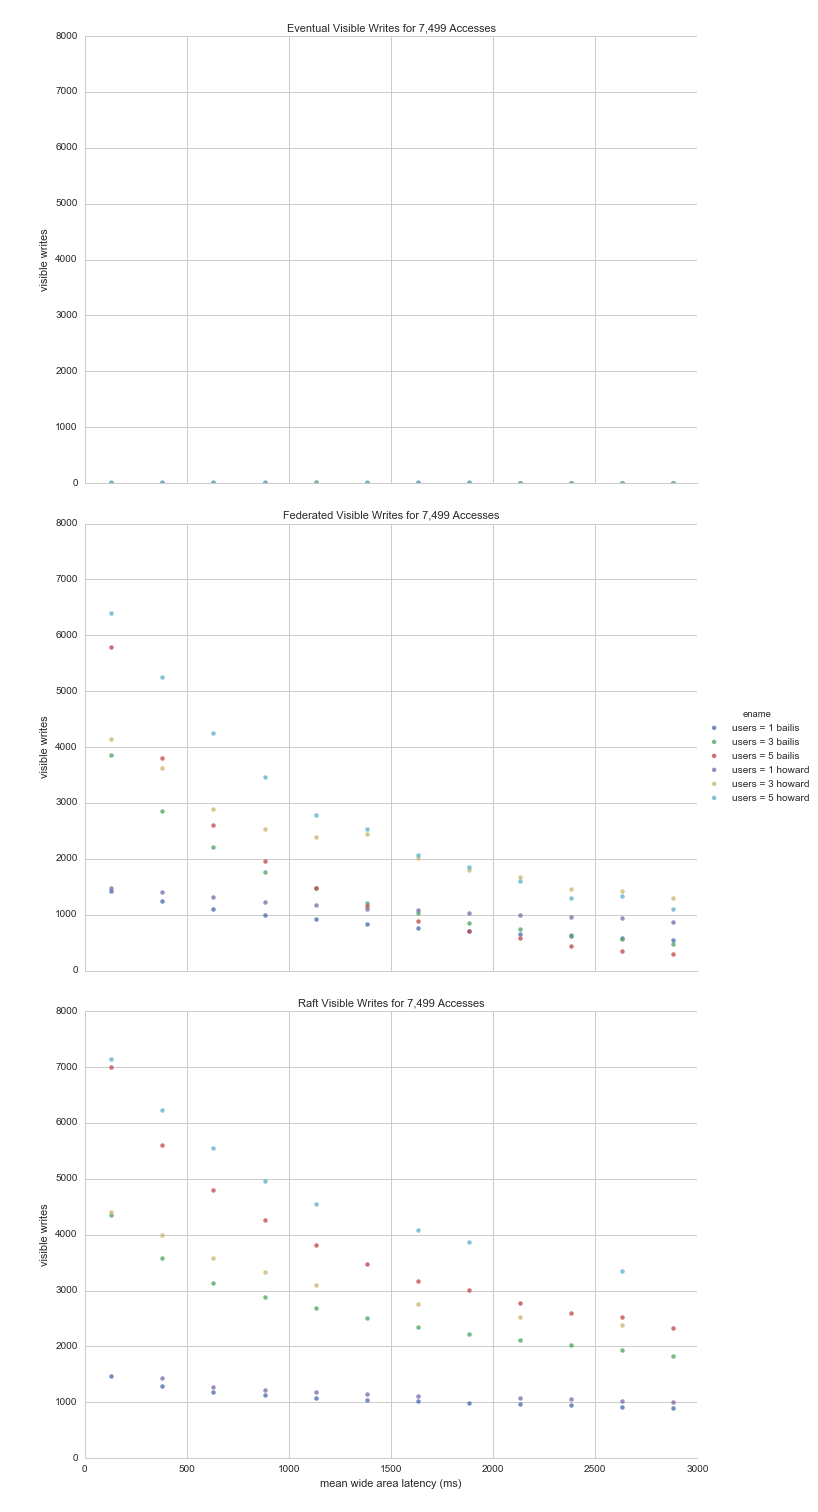 Eventual Visible Writes for 7,499 Accesses
8000
7000
6000
5000
4000
3000
2000
1000
0
visible writes
Federated Visible Writes for 7,499 Accesses
8000
7000
6000
5000
4000
3000
2000
1000
0
visible writes
ename
users = 1 bailis
users = 3 bailis
users = 5 bailis
users = 1 howard
users = 3 howard
users = 5 howard
Raft Visible Writes for 7,499 Accesses
8000
7000
6000
5000
4000
3000
2000
1000
0
visible writes
0 500 1000 1500 2000 2500 3000
mean wide area latency (ms)